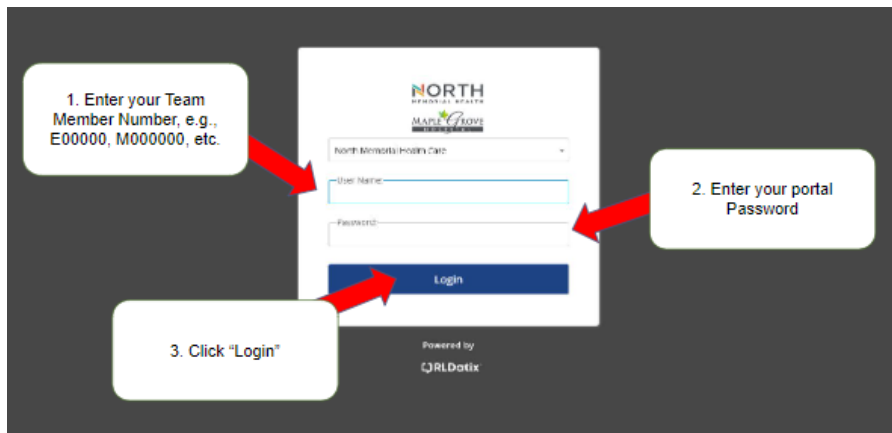 1. Enter your Team
Member Number, e.g.,
E00000, M000000, etc.
NORTH
MEMORIAL HEALTH
MAPLE GROVE
HOSPITAL
North Memorial Health Care
User Name:
2. Enter your portal
Password
Password:
Login
3. Click “Login”
Powered by
RLDatix